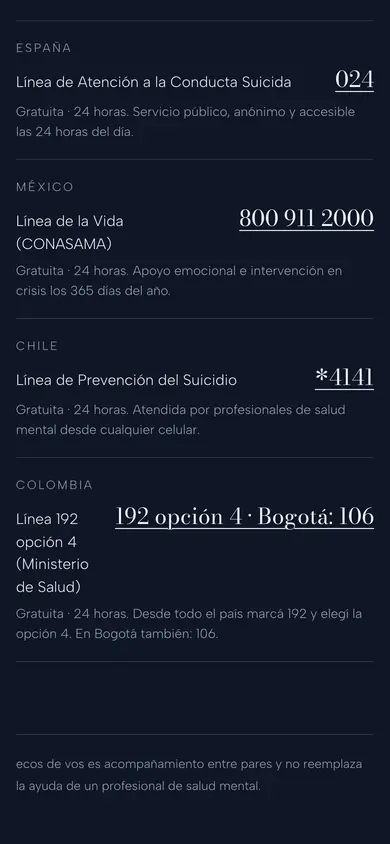 ESPAÑA
Línea de Atención a la Conducta Suicida
024
Gratuita · 24 horas. Servicio público, anónimo y accesible
las 24 horas del día.
MÉXICO
Línea de la Vida
(CONASAMA)
800 911 2000
Gratuita · 24 horas. Apoyo emocional e intervención en
crisis los 365 días del año.
CHILE
Línea de Prevención del Suicidio
*4141
Gratuita · 24 horas. Atendida por profesionales de salud
mental desde cualquier celular.
COLOMBIA
Línea 192
opción 4
(Ministerio
de Salud)
192 opción 4 · Bogotá: 106
Gratuita · 24 horas. Desde todo el país marcá 192 y elegí la
opción 4. En Bogotá también: 106.
ecos de vos es acompañamiento entre pares y no reemplaza
la ayuda de un profesional de salud mental.